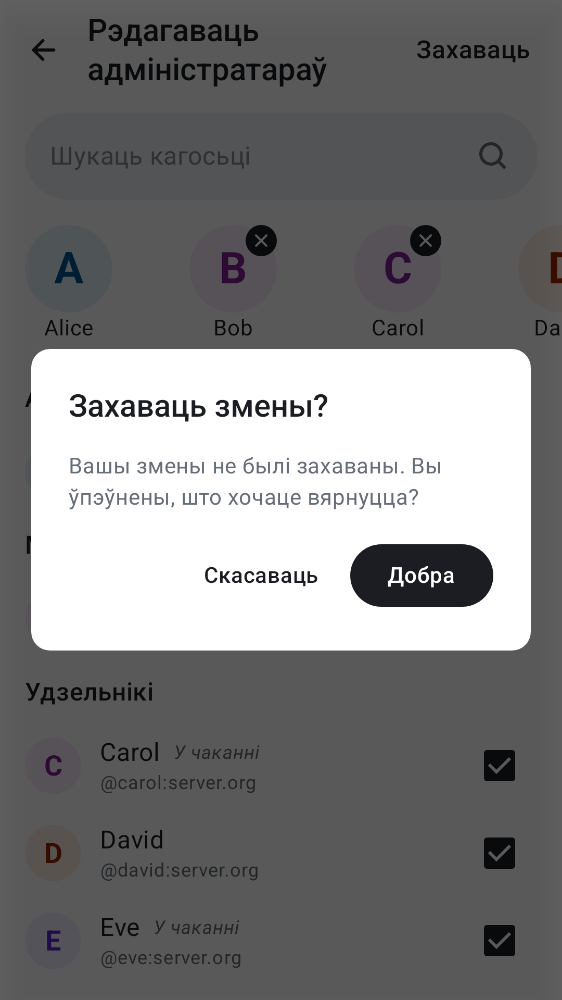 Рэдагаваць
адміністратараў
Захаваць
Шукаць кагосьці
A
B
C
Alice
Bob
Carol
Da
Захаваць змены?
Вашы змены не былі захаваны. Вы
ўпэўнены, што хочаце вярнуцца?
Скасаваць
Добра
Удзельнікі
C
Carol У чаканні
@carol:server.org
D
David
@david:server.org
E
Eve У чаканні
@eve:server.org